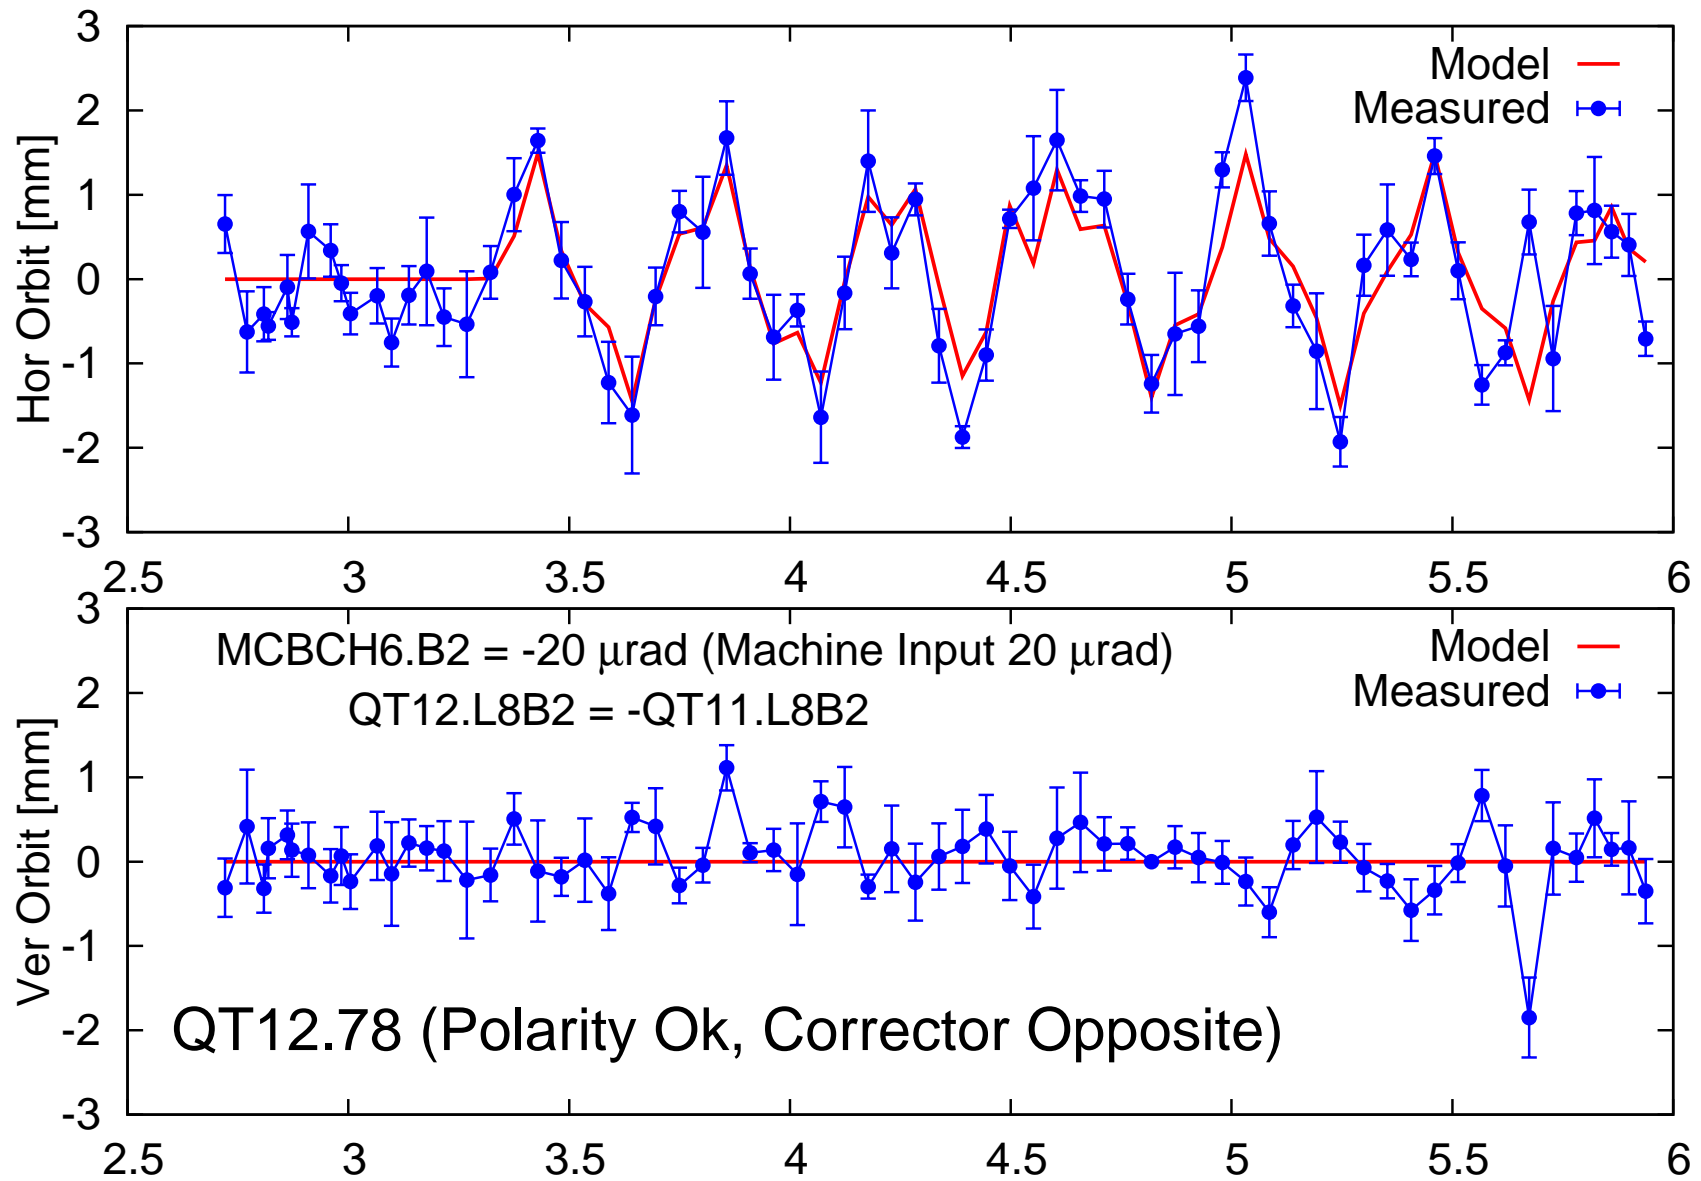 3
2
1
0
-1
-2
-3
Hor Orbit [mm]
Model
Measured
2.5 3 3.5 4 4.5 5 5.5 6
3
2
1
0
-1
-2
-3
Ver Orbit [mm]
MCBCH6.B2 = -20 μrad (Machine Input 20 μrad)
QT12.L8B2 = -QT11.L8B2
Model
Measured
QT12.78 (Polarity Ok, Corrector Opposite)
2.5 3 3.5 4 4.5 5 5.5 6